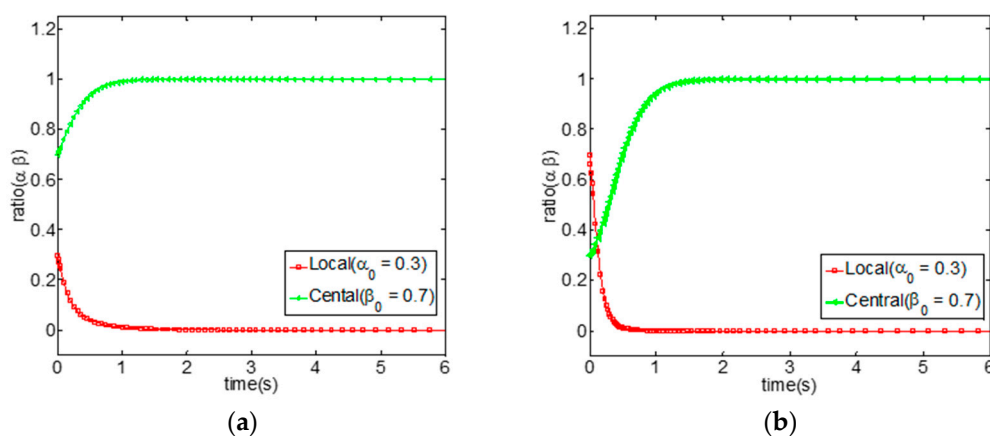 1.2
1
0.8
0.6
0.4
0.2
0
ratio(α β)
Local(α0 = 0.3)
Cental(β0 = 0.7)
0 1 2 3 4 5 6
time(s)
(a)
1.2
1
0.8
0.6
0.4
0.2
0
ratio(α β)
Local(α0 = 0.3)
Central(β0 = 0.7)
0 1 2 3 4 5 6
time(s)
(b)